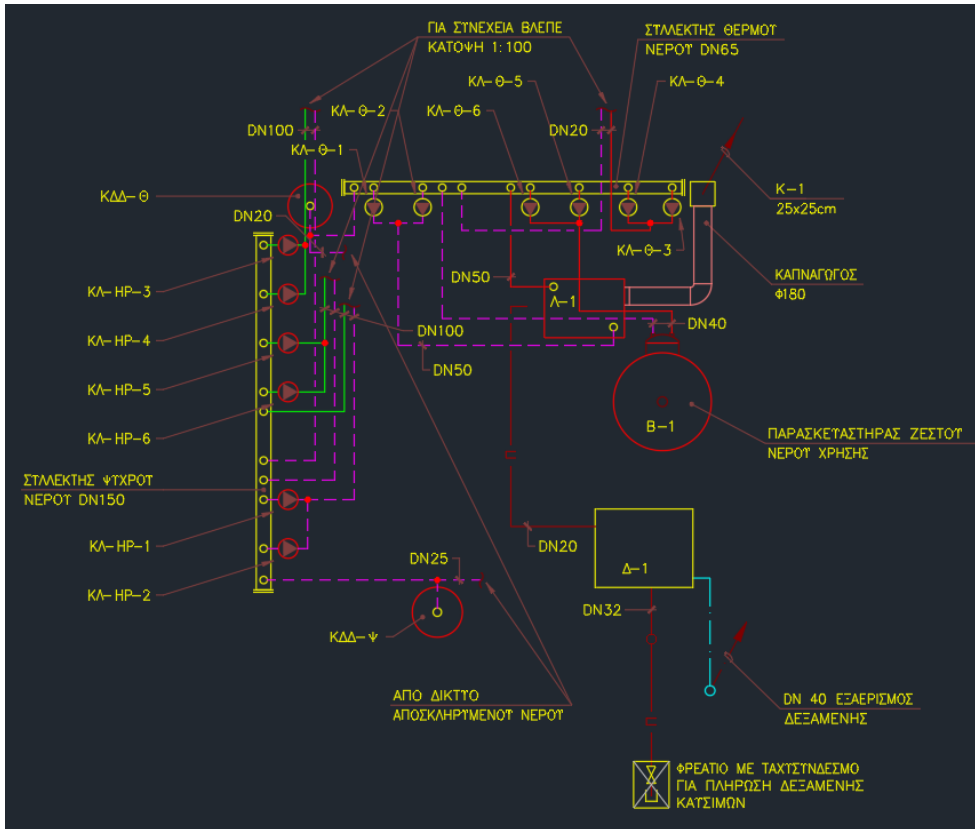 ΓΙΑ ΣΥΝΕΧΕΙΑ ΒΛΕΠΕ
ΚΑΤΟΨΗ 1:100
ΣΥΛΛΕΚΤΗΣ ΘΕΡΜΟΥ
ΝΕΡΟΥ DN65
ΚΛ-Θ-5
ΚΛ-Θ-4
ΚΛ-Θ-2
ΚΛ-Θ-6
DN100
DN20
ΚΛ-Θ-1
ΚΔΔ-Θ
Κ-1
25x25cm
DN20
ΚΛ-Θ-3
DN50
ΚΑΠΝΑΓΩΓΟΣ
Φ180
ΚΛ-ΗΡ-3
Λ-1
DN40
DN100
ΚΛ-ΗΡ-4
DN50
ΚΛ-ΗΡ-5
Β-1
ΚΛ-ΗΡ-6
ΠΑΡΑΣΚΕΥΑΣΤΗΡΑΣ ΖΕΣΤΟΥ
ΝΕΡΟΥ ΧΡΗΣΗΣ
ΣΥΛΛΕΚΤΗΣ ΨΥΧΡΟΥ
ΝΕΡΟΥ DN150
ΚΛ-ΗΡ-1
DN20
DN25
Δ-1
ΚΛ-ΗΡ-2
DN32
ΚΔΔ-Ψ
ΑΠΟ ΔΙΚΤΥΟ
ΑΠΟΣΚΛΗΡΥΜΕΝΟΥ ΝΕΡΟΥ
DN 40 ΕΞΑΕΡΙΣΜΟΣ
ΔΕΞΑΜΕΝΗΣ
ΦΡΕΑΤΙΟ ΜΕ ΤΑΧΥΣΥΝΔΕΣΜΟ
ΓΙΑ ΠΛΗΡΩΣΗ ΔΕΞΑΜΕΝΗΣ
ΚΑΥΣΙΜΩΝ